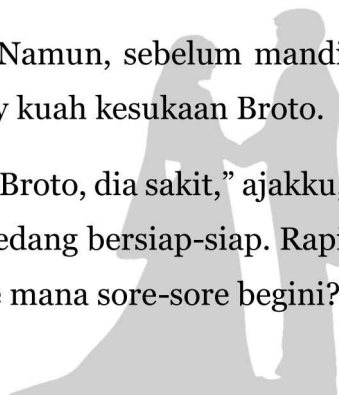 Namun, sebelum mandi
kuah kesukaan Broto.
Broto, dia sakit,” ajakku,
edang bersiap-siap. Rapi
mana sore-sore begini?